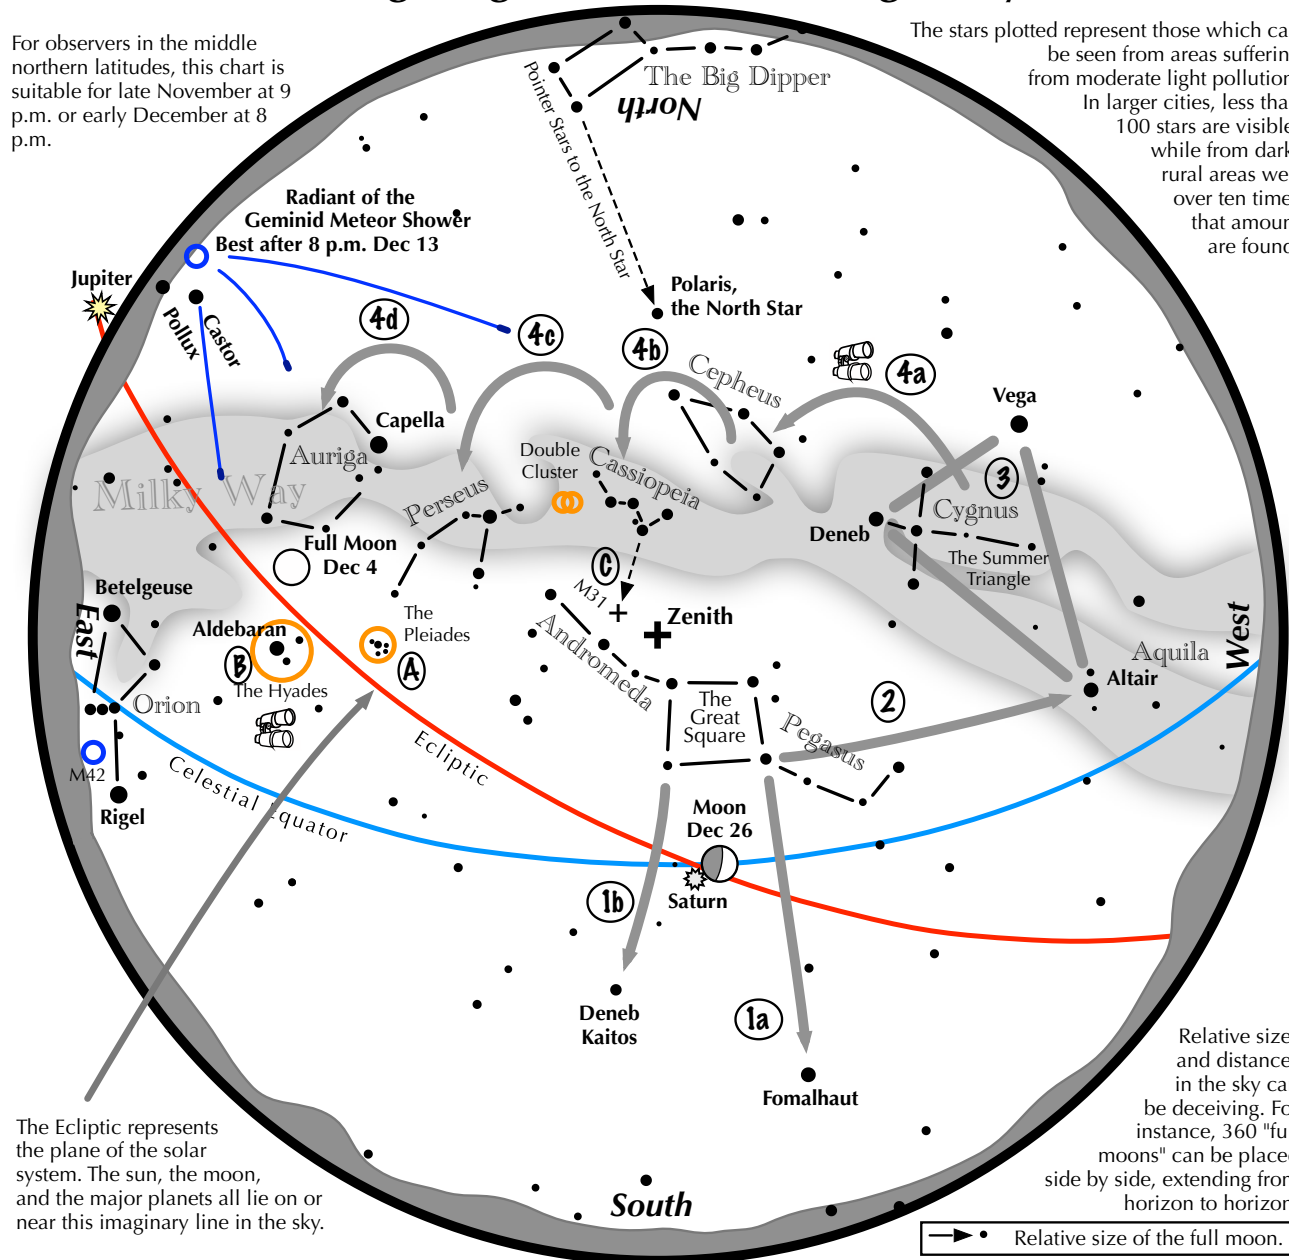 For observers in the middle
northern latitudes, this chart is
suitable for late November at 9
p.m. or early December at 8
p.m.
The stars plotted represent those which ca
be seen from areas sufferin
from moderate light pollution
In larger cities, less tha
100 stars are visible
while from dark
rural areas we
over ten time
that amoun
are found
The Big Dipper
North
Pointer Stars to the North Star
Radiant of the
Geminid Meteor Shower
Best after 8 p.m. Dec 13
Jupiter
Pollux
Castor
Polaris,
the North Star
4d
4c
4b
4a
Cepheus
Vega
Capella
Auriga
Double
Cluster
Cassiopeia
Milky Way
Perseus
3
Cygnus
Deneb
The Summer
Triangle
Full Moon
Dec 4
C
M31
Zenith
Betelgeuse
East
Aldebaran
B
The Hyades
The
Pleiades
A
Andromeda
The
Great
Square
Pegasus
2
Aquila
Altair
West
Orion
M42
Rigel
Celestial Equator
Ecliptic
Moon
Dec 26
Saturn
1b
Deneb
Kaitos
1a
Fomalhaut
The Ecliptic represents
the plane of the solar
system. The sun, the moon,
and the major planets all lie on or
near this imaginary line in the sky.
South
Relative size
and distance
in the sky ca
be deceiving. Fo
instance, 360 "fu
moons" can be place
side by side, extending from
horizon to horizon
Relative size of the full moon.